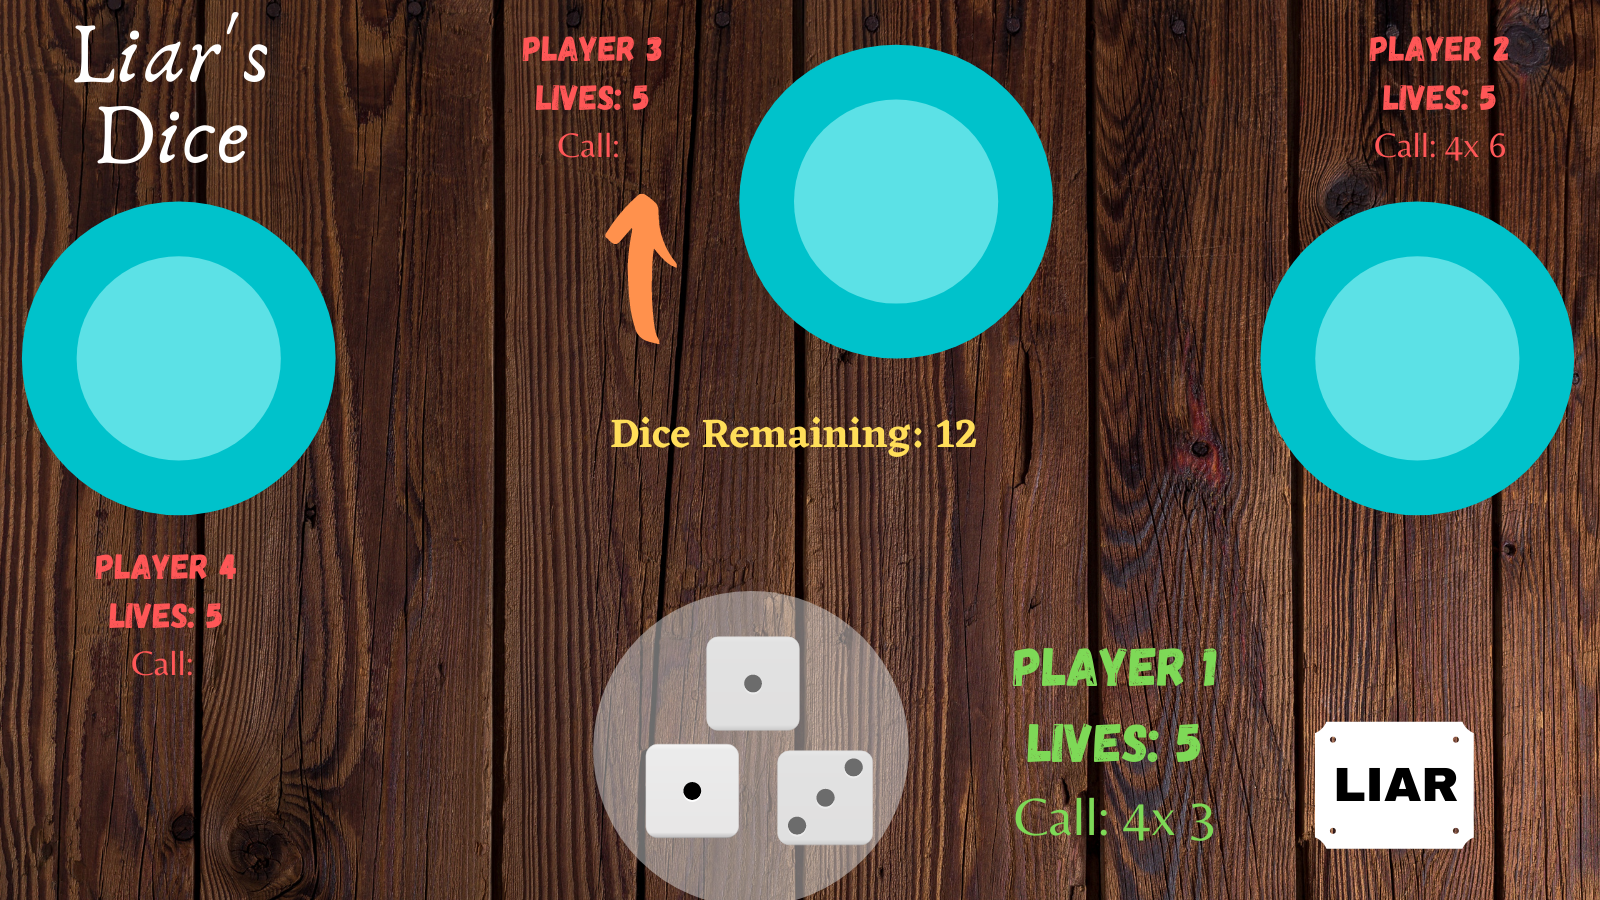 Liar's
Dice
PLAYER 3
LIVES: 5
Call:
PLAYER 2
LIVES: 5
Call: 4x 6
Dice Remaining: 12
PLAYER 4
LIVES: 5
Call:
PLAYER 1
LIVES: 5
Call: 4x 3
LIAR